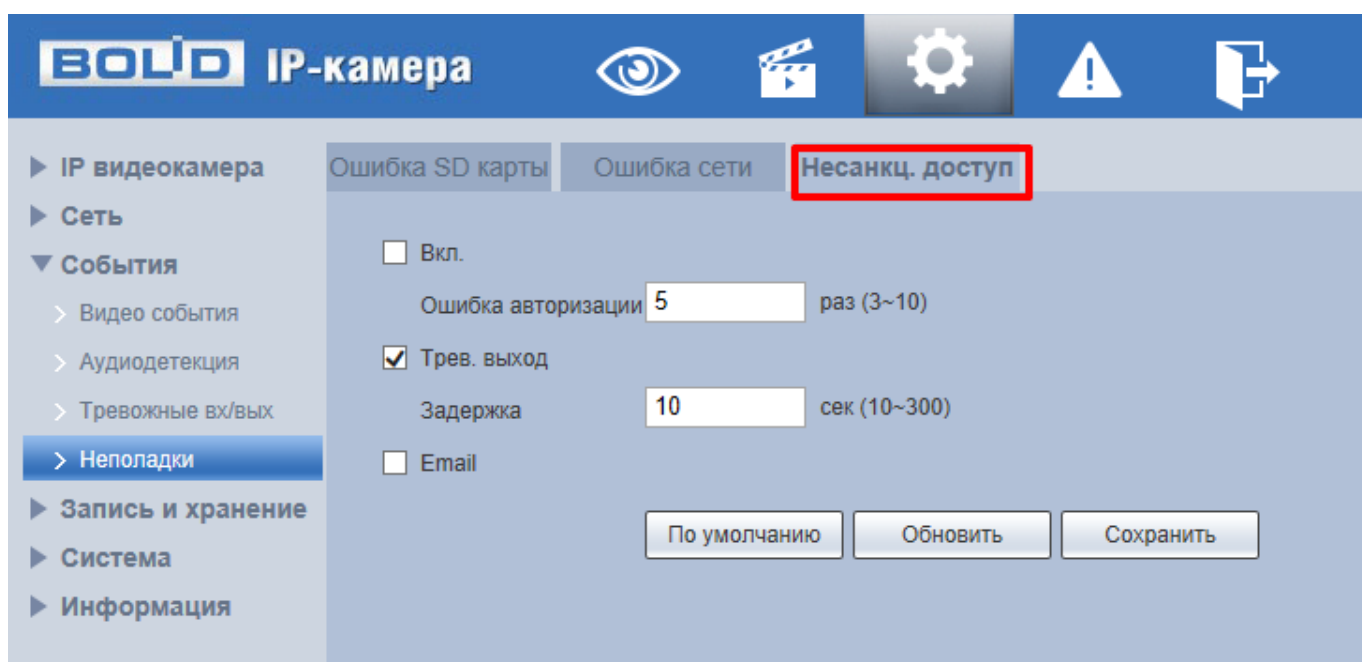 BOLID IP-камера
IP видеокамера
Сеть
События
Видео события
Аудиодетекция
Тревожные вх/вых
Неполадки
Запись и хранение
Система
Информация
Ошибка SD карты Ошибка сети Несанкц. доступ
Вкл.
Ошибка авторизации 5 раз (3~10)
Трев. выход
Задержка 10 сек (10~300)
Email
По умолчанию Обновить Сохранить